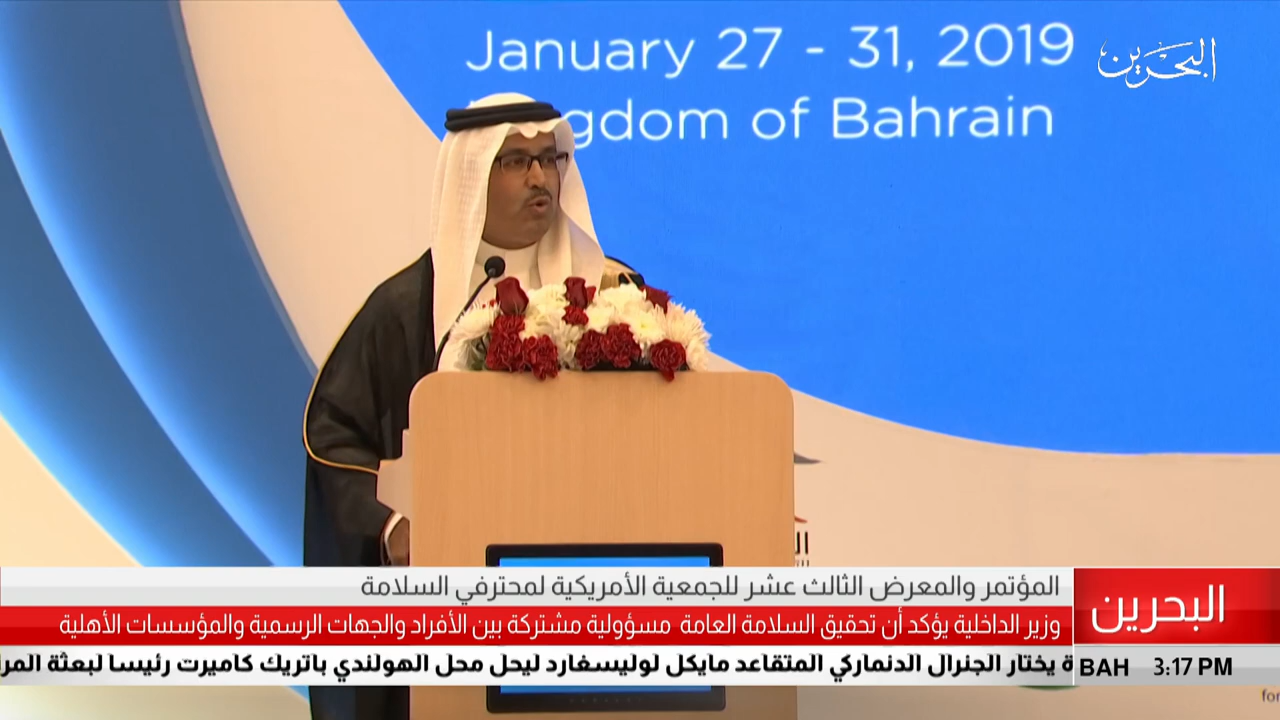 January 27 - 31, 2019
gdom of Bahrain
البحرين
المؤتمر والمعرض الثالث عشر للجمعية الأمريكية لمحترفي السلامة
وزير الداخلية يؤكد أن تحقيق السلامة العامة مسؤولية مشتركة بين الأفراد والجهات الرسمية والمؤسسات الأهلية
البحرين
ة يختار الجنرال الدنماركي المتقاعد مايكل لوليسغارد ليحل محل الهولندي باتريك كاميرت رئيسا لبعثة المرا
BAH 3:17 PM